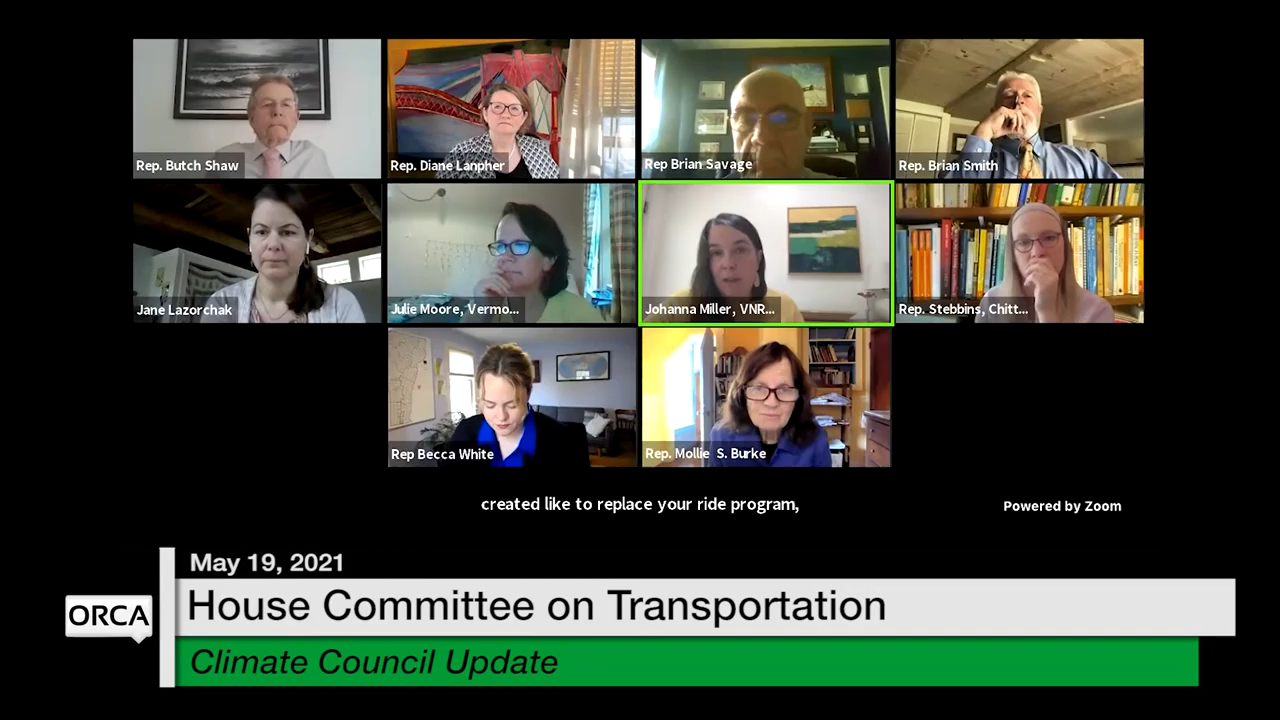 Rep. Butch Shaw
Rep. Diane Lanpher
Rep Brian Savage
Rep. Brian Smith
Jane Lazorchak
Julie Moore, Vermo...
Johanna Miller, VNR...
Rep. Stebbins, Chitt...
Rep Becca White
Rep. Mollie S. Burke
created like to replace your ride program,
Powered by Zoom
May 19, 2021
ORCA
House Committee on Transportation
Climate Council Update